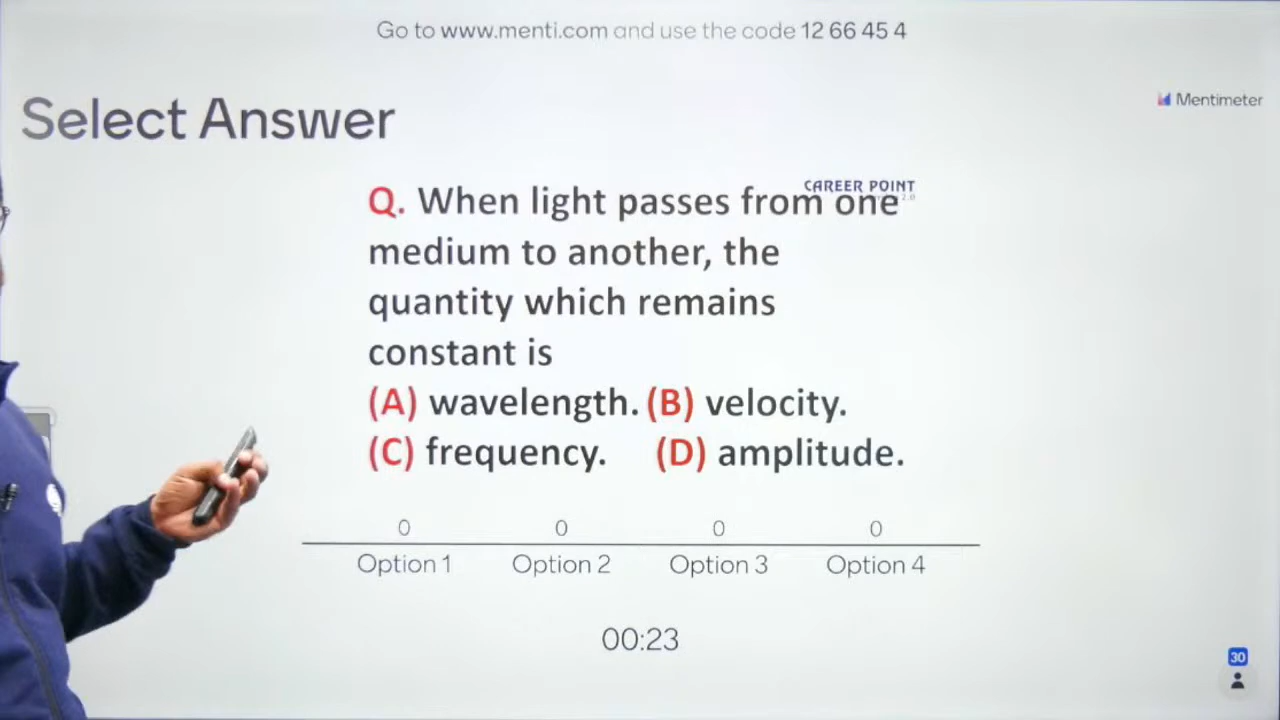 Go to www.menti.com and use the code 12 66 45 4
Mentimeter
Select Answer
CAREER POINT
Q. When light passes from one
medium to another, the
quantity which remains
constant is
(A) wavelength. (B) velocity.
(C) frequency. (D) amplitude.
0 0 0 0
Option 1 Option 2 Option 3 Option 4
00:23
30